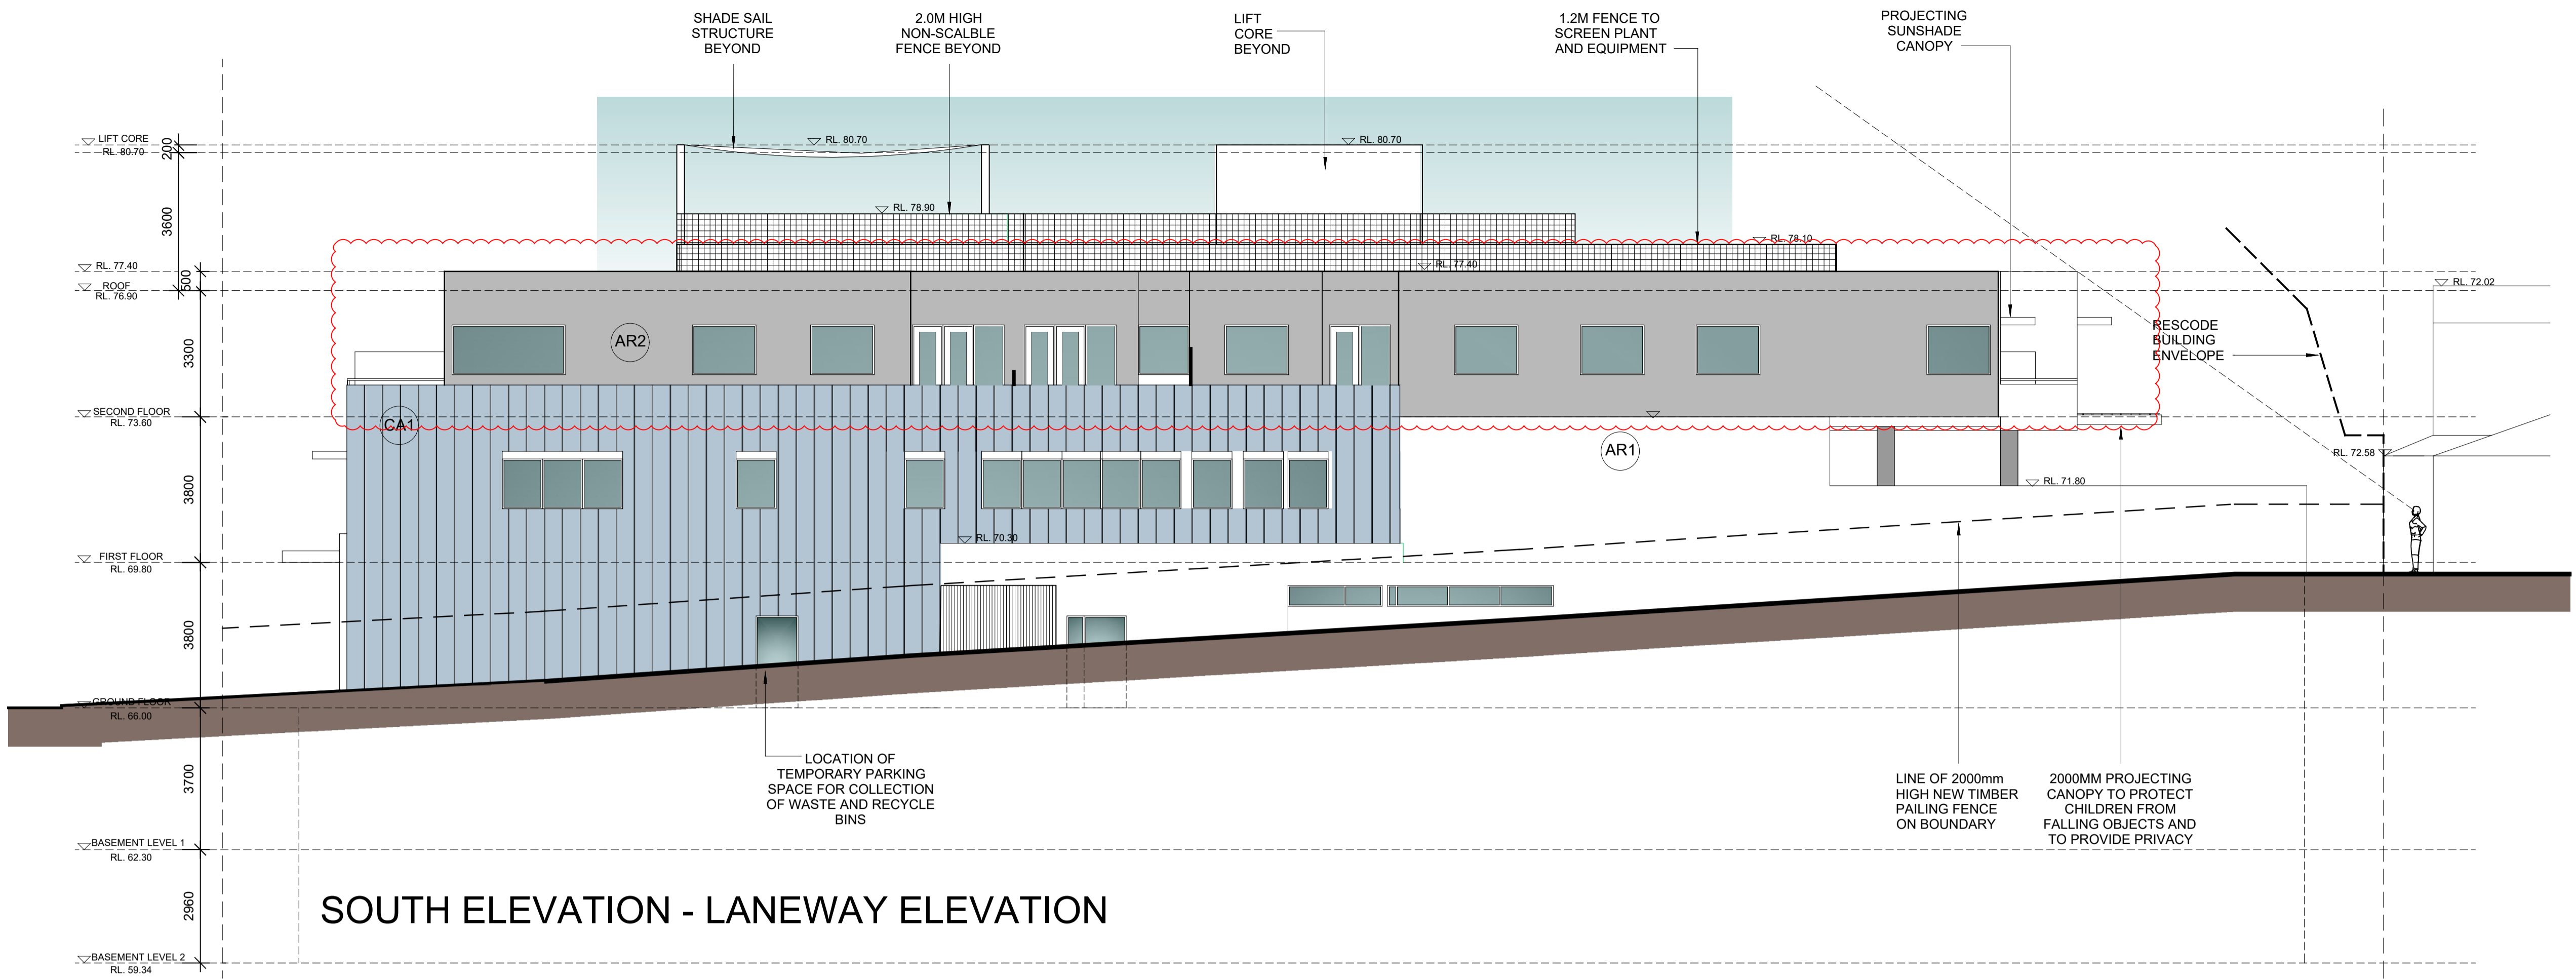 SHADE SAIL
STRUCTURE
BEYOND
2.0M HIGH
NON-SCALBLE
FENCE BEYOND
LIFT
CORE
BEYOND
1.2M FENCE TO
SCREEN PLANT
AND EQUIPMENT
PROJECTING
SUNSHADE
CANOPY
LIFT CORE
RL. 80.70
200
RL. 80.70
RL. 80.70
3600
RL. 78.90
RL. 78.10
RL. 77.40
RL. 77.40
500
ROOF
RL. 76.90
RL. 72.02
3300
AR2
RESCODE
BUILDING
ENVELOPE
SECOND FLOOR
RL. 73.60
CA1
AR1
RL. 72.58
3800
RL. 71.80
RL. 70.30
FIRST FLOOR
RL. 69.80
3800
GROUND FLOOR
RL. 66.00
3700
LOCATION OF
TEMPORARY PARKING
SPACE FOR COLLECTION
OF WASTE AND RECYCLE
BINS
LINE OF 2000mm
HIGH NEW TIMBER
PAILING FENCE
ON BOUNDARY
2000MM PROJECTING
CANOPY TO PROTECT
CHILDREN FROM
FALLING OBJECTS AND
TO PROVIDE PRIVACY
BASEMENT LEVEL 1
RL. 62.30
2960
SOUTH ELEVATION - LANEWAY ELEVATION
BASEMENT LEVEL 2
RL. 59.34